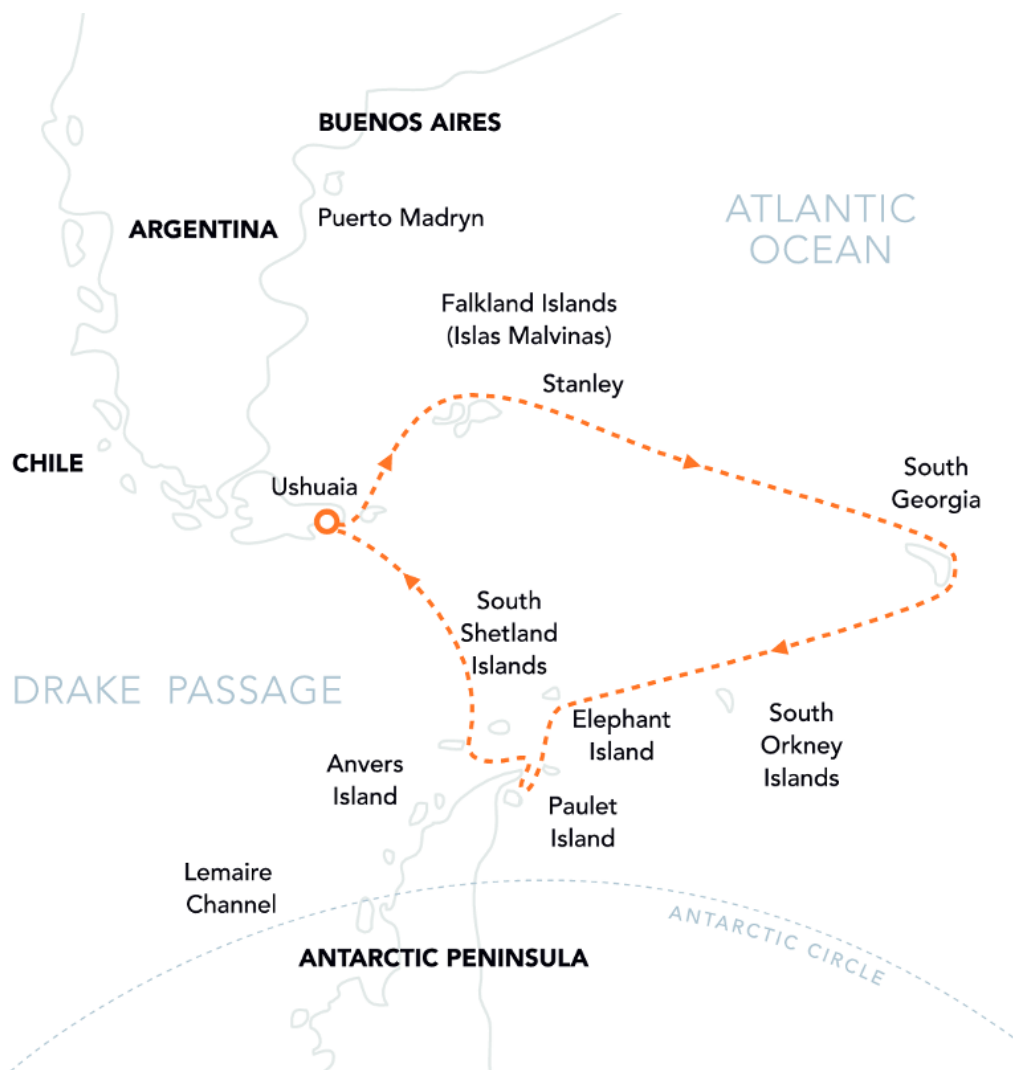 BUENOS AIRES
ATLANTIC
OCEAN
ARGENTINA
Puerto Madryn
Falkland Islands
(Islas Malvinas)
Stanley
CHILE
Ushuaia
South
Georgia
South
Shetland
Islands
DRAKE PASSAGE
Elephant
Island
South
Orkney
Islands
Anvers
Island
Paulet
Island
Lemaire
Channel
ANTARCTIC CIRCLE
ANTARCTIC PENINSULA